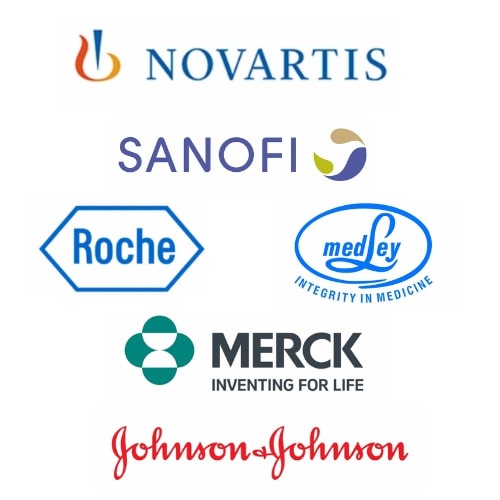 NOVARTIS
SANOFI
Roche
medley
INTEGRITY IN MEDICINE
MERCK
INVENTING FOR LIFE
Johnson&Johnson